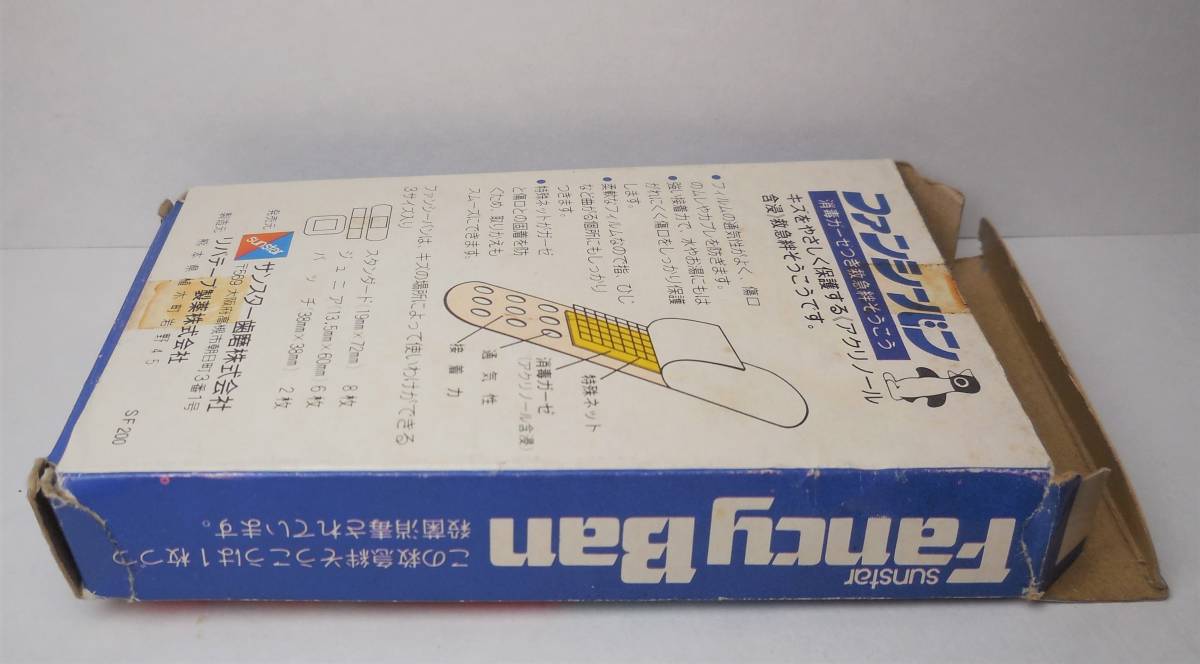 ファンシーバン
消毒ガーゼつき救急絆そうこう
キズをやさしく保護する(アクリノール
含浸)救急絆そうこうです。
●フィルムの通気性がよく、傷口
のムレやカブレを防ぎます。
●強い接着力で、水やお湯にもは
がれにくく傷口をしっかり保護
します。
●柔軟なフィルムなので指、ひじ
など曲がる個所にもしっかり
つきます。
●特殊ネットがガーゼ
と傷口との固着を防
ぐため、取りかえも
スムーズにできます。
特殊ネット
消毒ガーゼ
(アクリノール含浸)
通気性
接着力
ファンシーバンは、キズの場所によって使いわけができる
3サイズ入り
スタンダード(19mm×72mm) 8枚
ジュニア(13.5mm×60mm) 6枚
パッチ(38mm×38mm) 2枚
発売元
sunstar
サンスター歯磨株式会社
〒569 大阪府高槻市朝日町3番1号
製造元 リバテープ製薬株式会社
熊本県植木町岩野45
SF200
sunstar
Fancy Ban
この救急絆そうこうは1枚づつ
殺菌消毒されています。